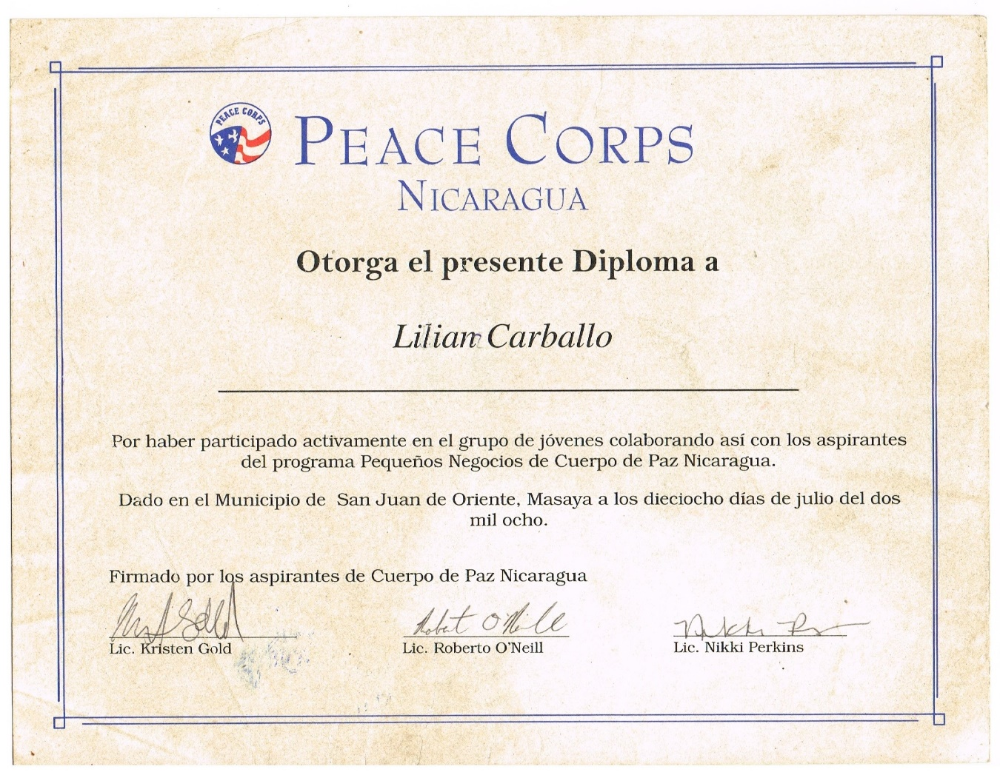 PEACE CORPS
PEACE CORPS
NICARAGUA
Otorga el presente Diploma a
Lilian Carballo
Por haber participado activamente en el grupo de jóvenes colaborando así con los aspirantes
del programa Pequeños Negocios de Cuerpo de Paz Nicaragua.
Dado en el Municipio de San Juan de Oriente, Masaya a los dieciocho días de julio del dos
mil ocho.
Firmado por los aspirantes de Cuerpo de Paz Nicaragua
Robert O'Neill
Lic. Kristen Gold
Lic. Roberto O'Neill
Lic. Nikki Perkins